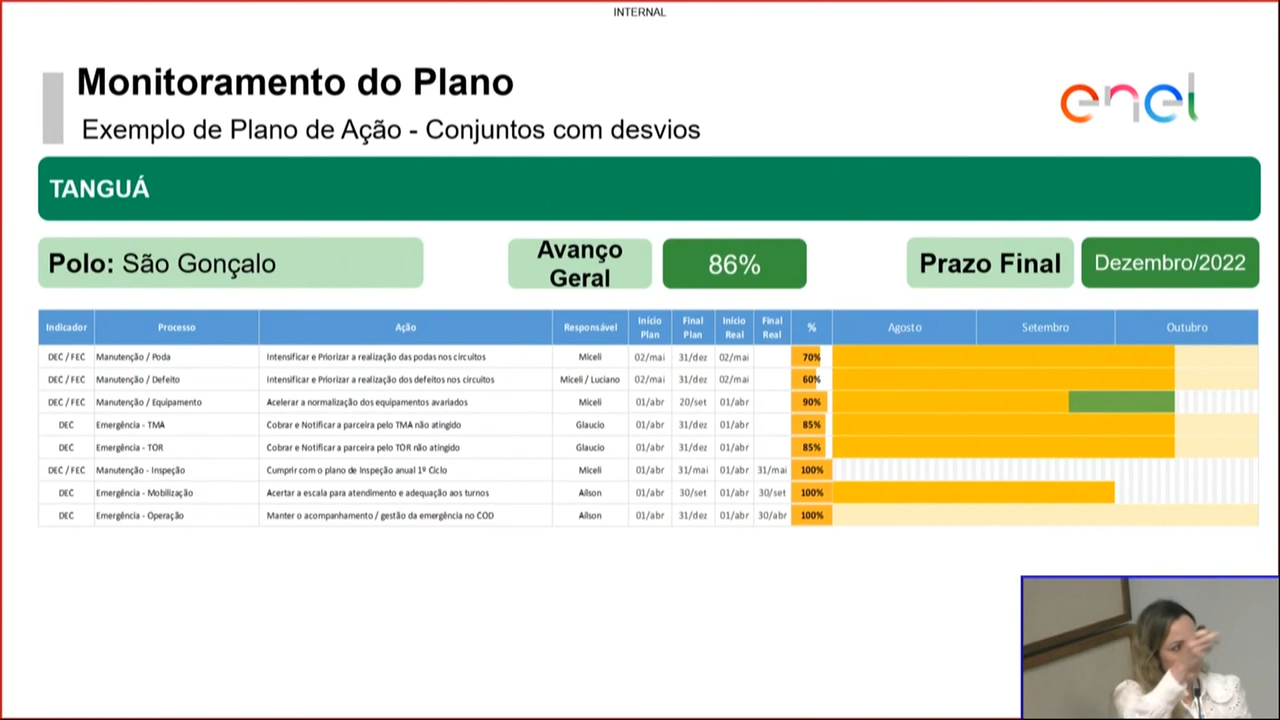 INTERNAL
Monitoramento do Plano
Exemplo de Plano de Ação - Conjuntos com desvios
enel
TANGUÁ
Polo: São Gonçalo
Avanço
Geral
86%
Prazo Final
Dezembro/2022
Indicador Processo Ação Responsável Início Plan Final Plan Início Real Final Real % Agosto Setembro Outubro
DEC / FEC Manutenção / Poda Intensificar e Priorizar a realização das podas nos circuitos Miceli 02/mai 31/dez 02/mai 70%
DEC / FEC Manutenção / Defeito Intensificar e Priorizar a realização dos defeitos nos circuitos Miceli / Luciano 02/mai 31/dez 02/mai 60%
DEC / FEC Manutenção / Equipamento Acelerar a normalização dos equipamentos avariados Miceli 01/abr 20/set 01/abr 90%
DEC Emergência - TMA Cobrar e Notificar a parceira pelo TMA não atingido Glaucio 01/abr 31/dez 01/abr 85%
DEC Emergência - TOR Cobrar e Notificar a parceira pelo TOR não atingido Glaucio 01/abr 31/dez 01/abr 85%
DEC / FEC Manutenção - Inspeção Cumprir com o plano de Inspeção anual 1º Ciclo Miceli 01/abr 31/mai 01/abr 31/mai 100%
DEC Emergência - Mobilização Acertar a escala para atendimento e adequação aos turnos Ailson 01/abr 30/set 01/abr 30/set 100%
DEC Emergência - Operação Manter o acompanhamento / gestão da emergência no COD Ailson 01/abr 31/dez 01/abr 30/abr 100%